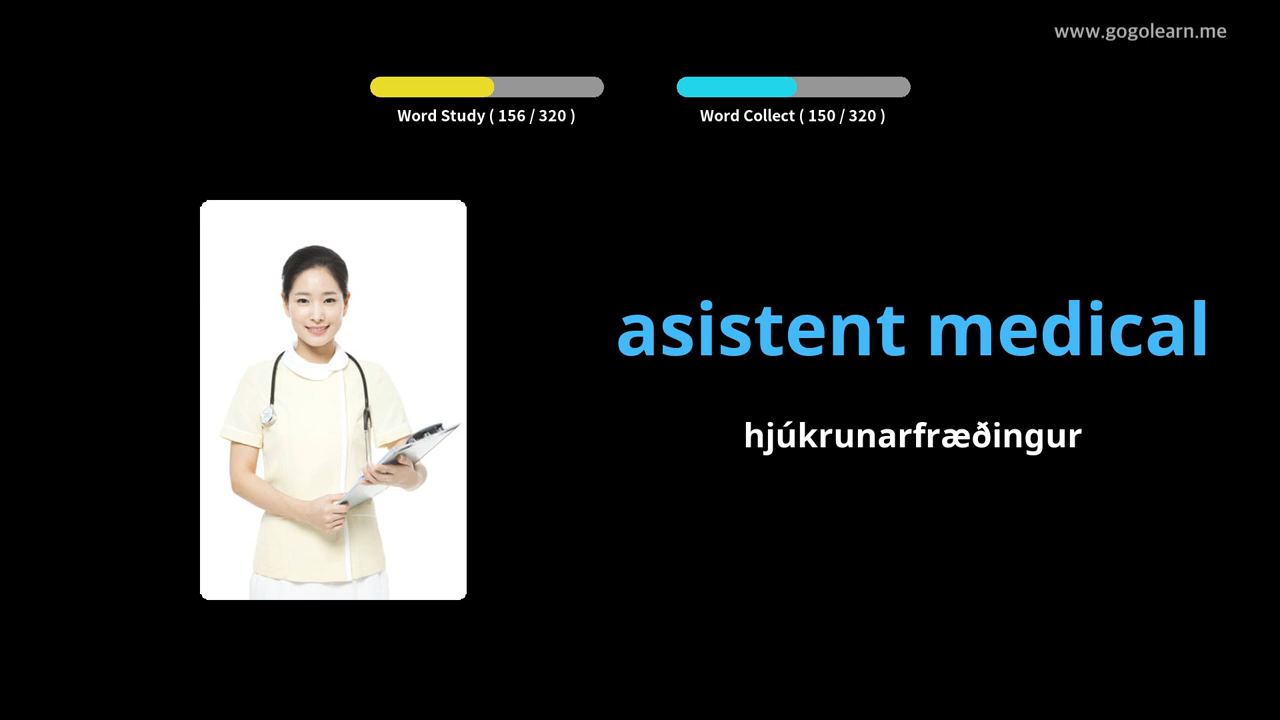 www.gogolearn.me
Word Study ( 156 / 320 )
Word Collect ( 150 / 320 )
asistent medical
hjúkrunarfræðingur